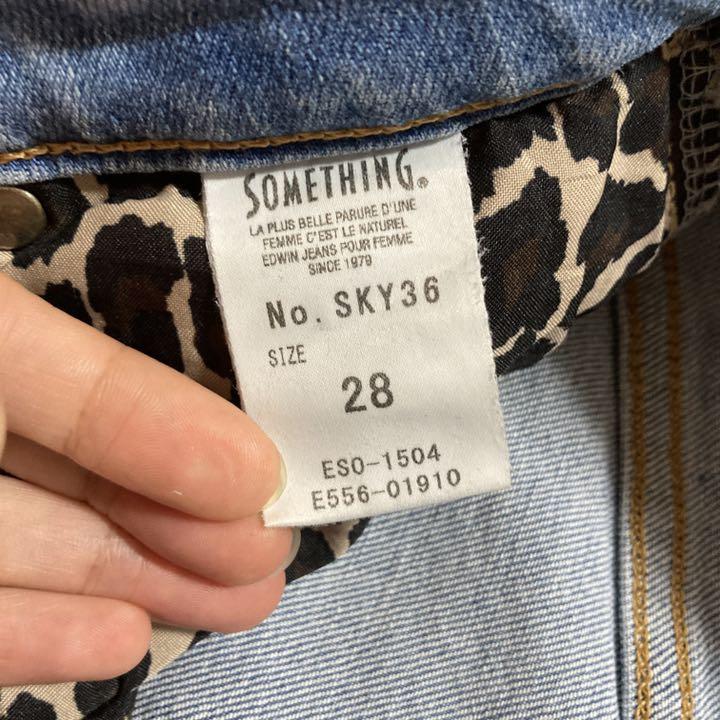 SOMETHING®
LA PLUS BELLE PARURE D'UNE
FEMME C'EST LE NATUREL
EDWIN JEANS POUR FEMME
SINCE 1979
No. SKY36
SIZE
28
ESO-1504
E556-01910